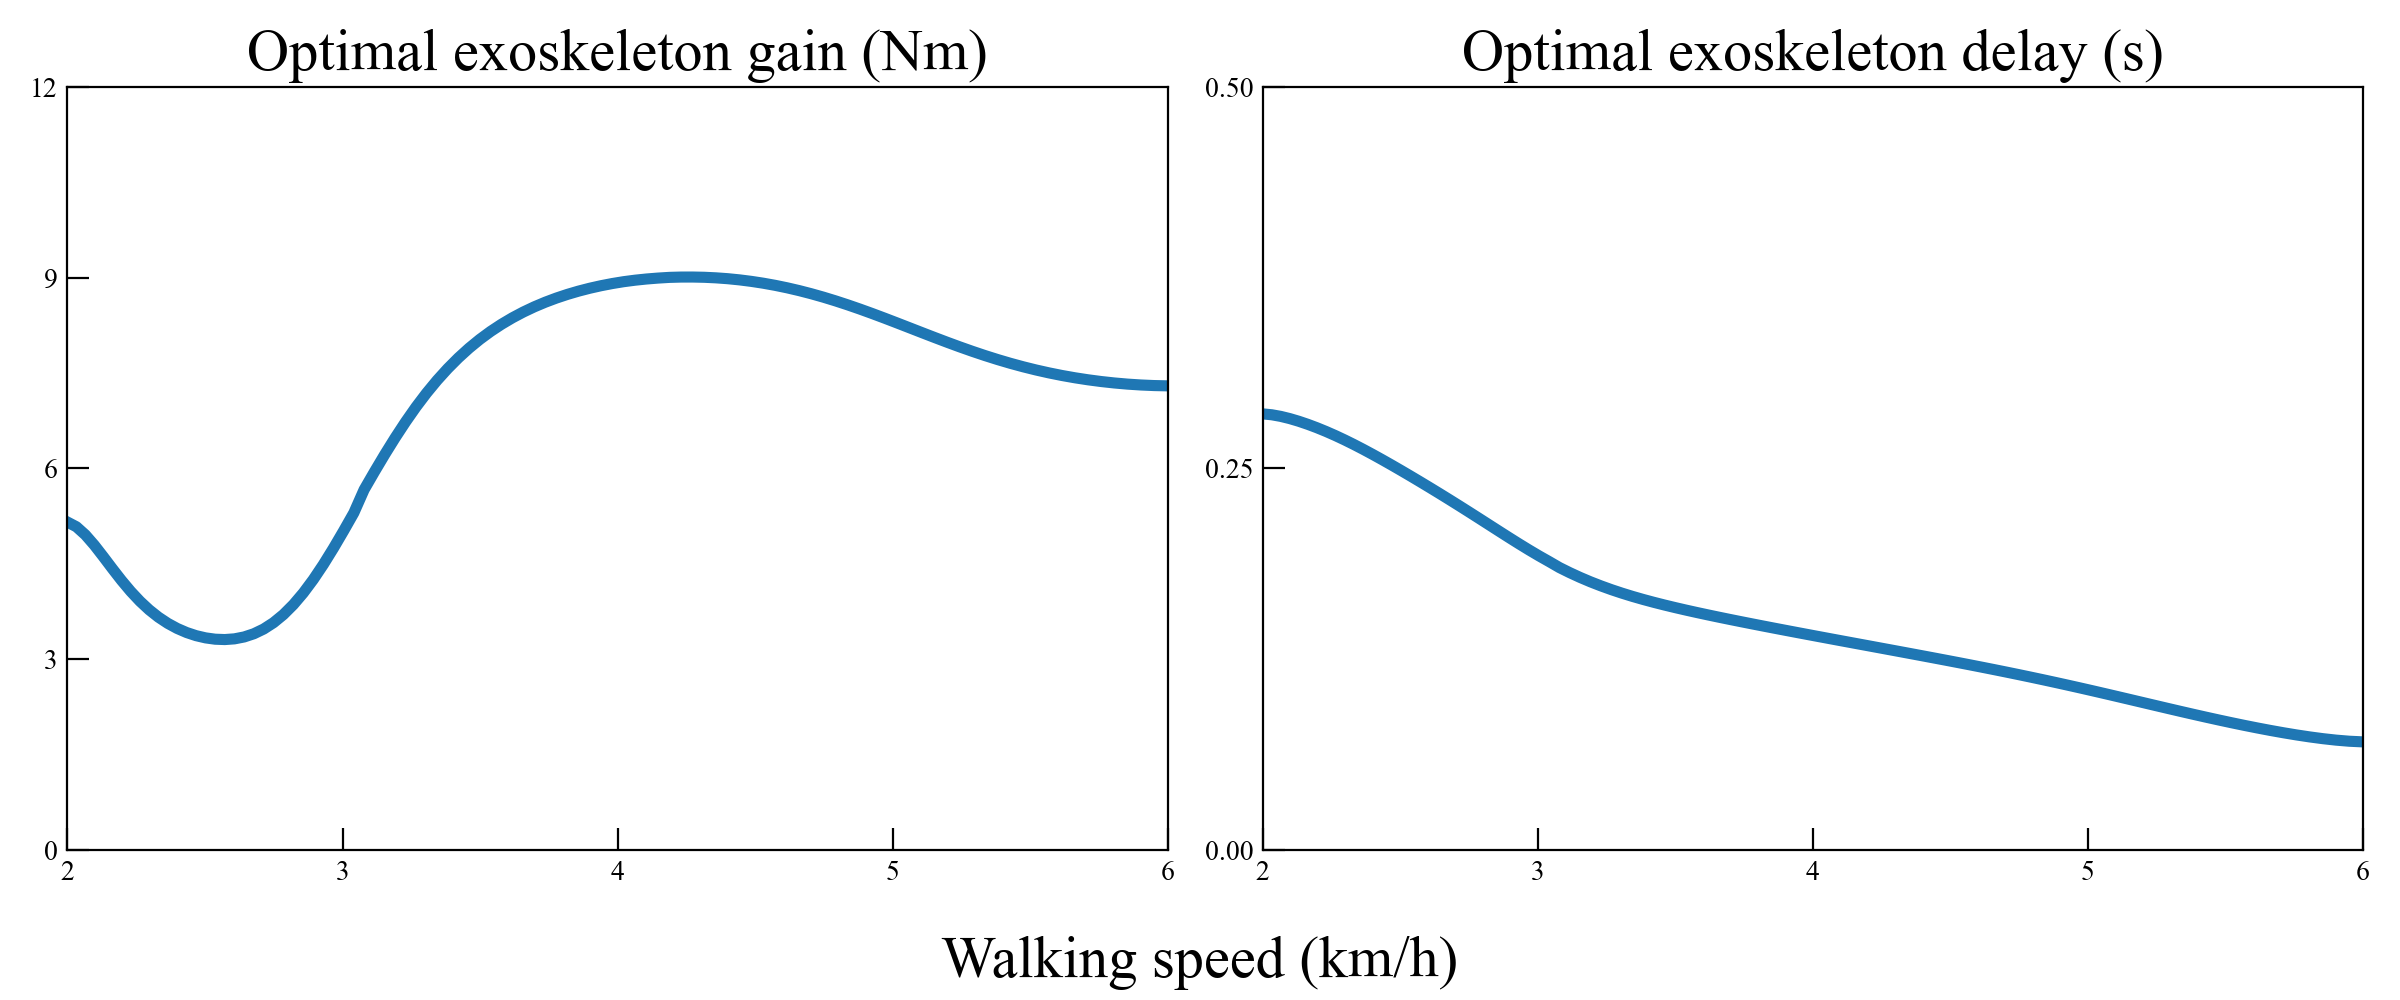 Optimal exoskeleton gain (Nm)
12
9
6
3
0
2 3 4 5 6
Optimal exoskeleton delay (s)
0.50
0.25
0.00
2 3 4 5 6
Walking speed (km/h)